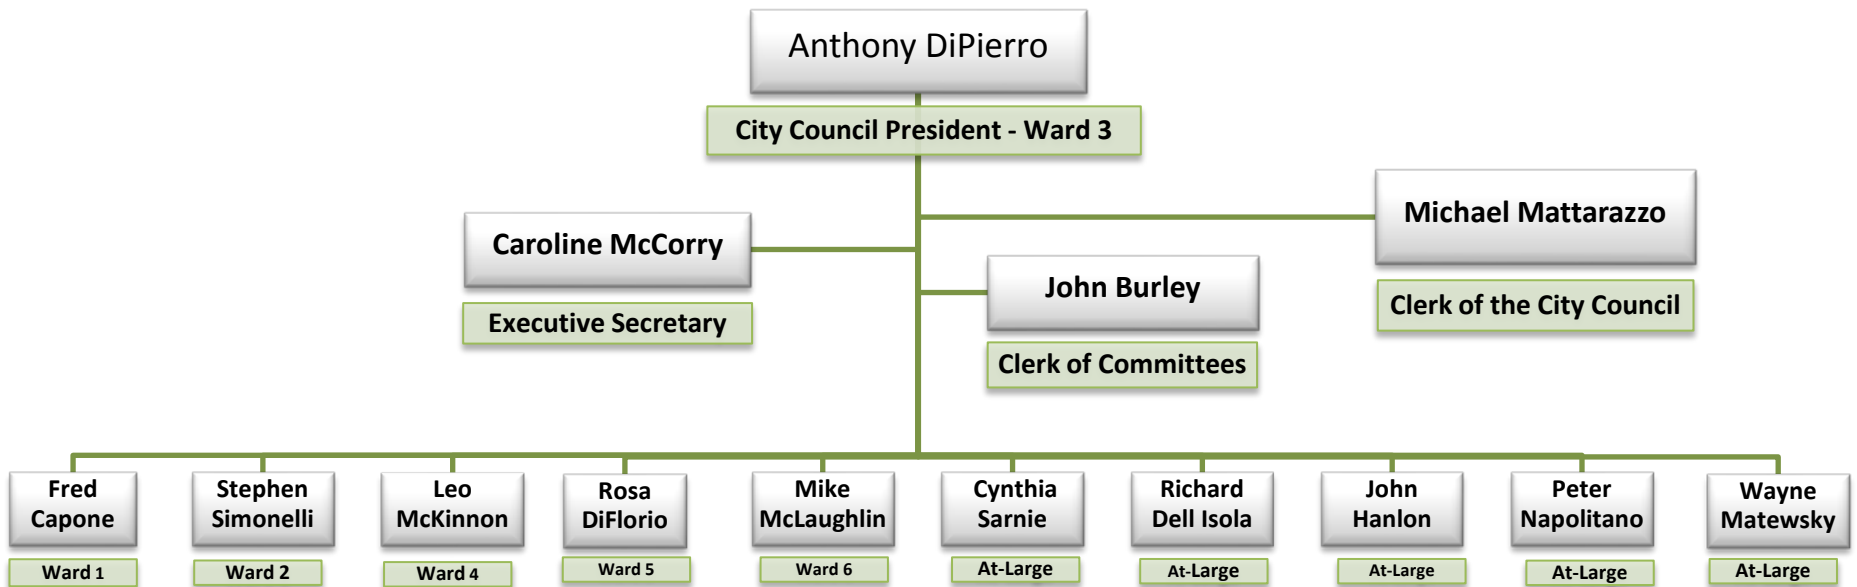 Anthony DiPierro
City Council President - Ward 3
Michael Mattarazzo
Clerk of the City Council
Caroline McCorry
Executive Secretary
John Burley
Clerk of Committees
Fred
Capone
Ward 1
Stephen
Simonelli
Ward 2
Leo
McKinnon
Ward 4
Rosa
DiFlorio
Ward 5
Mike
McLaughlin
Ward 6
Cynthia
Sarnie
At-Large
Richard
Dell Isola
At-Large
John
Hanlon
At-Large
Peter
Napolitano
At-Large
Wayne
Matewsky
At-Large